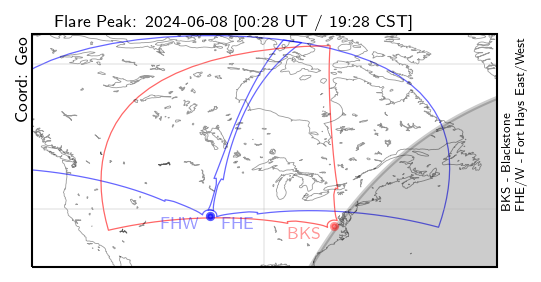 Flare Peak: 2024-06-08 [00:28 UT / 19:28 CST]
Coord: Geo
FHW
FHE
BKS
BKS - Blackstone
FHE/W - Fort Hays East/West